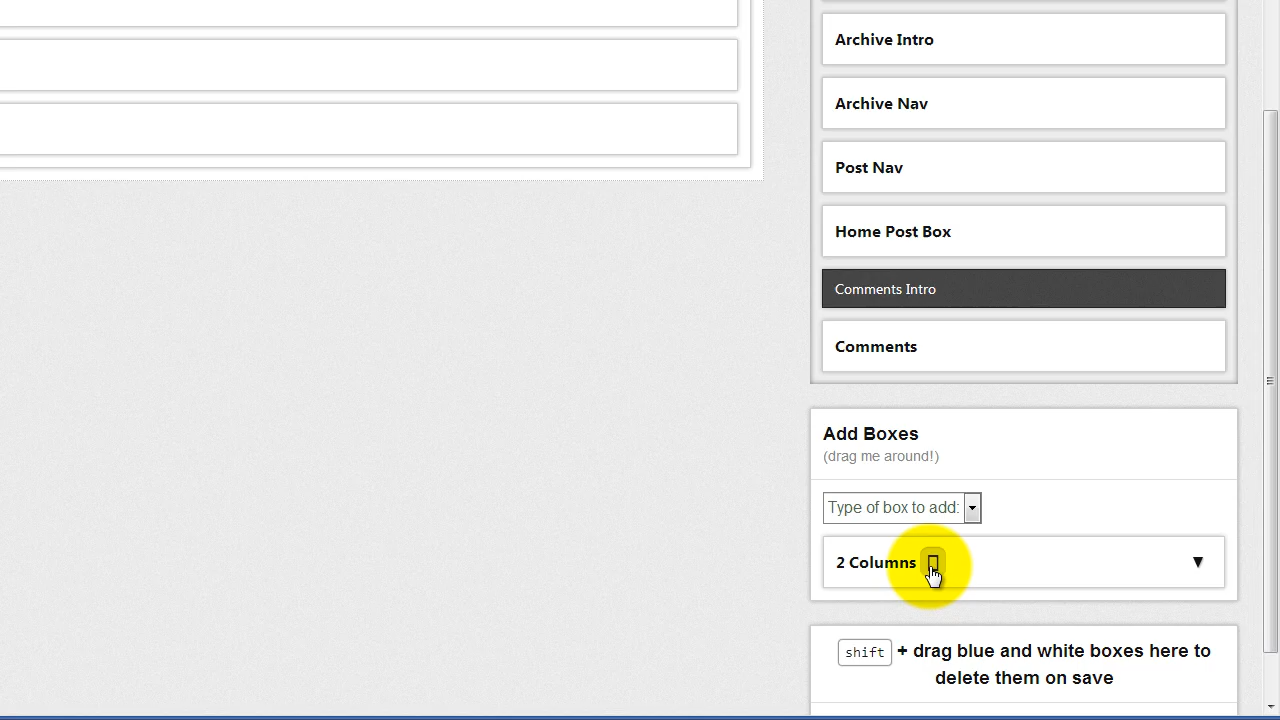 Archive Intro
Archive Nav
Post Nav
Home Post Box
Comments Intro
Comments
Add Boxes
(drag me around!)
Type of box to add:
2 Columns
shift + drag blue and white boxes here to
delete them on save